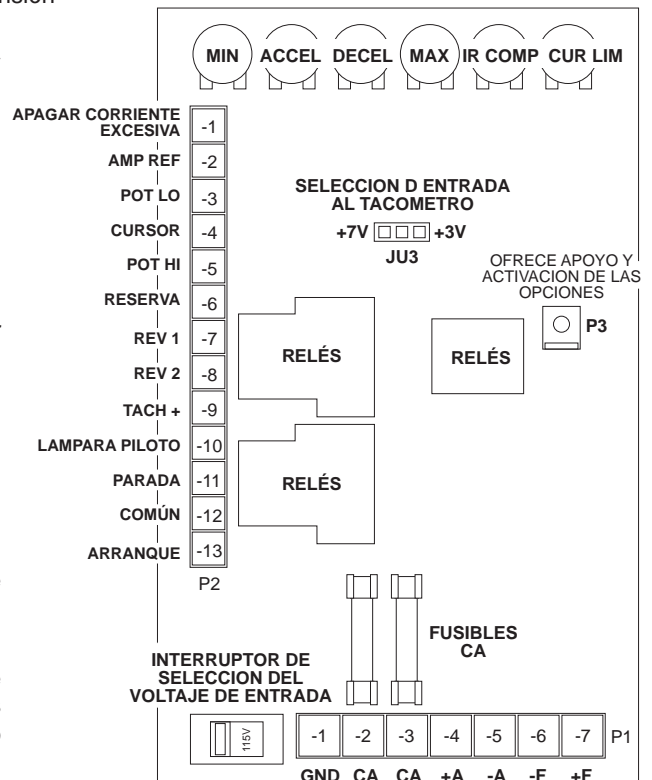 MIN ACCEL DECEL MAX IR COMP CUR LIM
APAGAR CORRIENTE
EXCESIVA -1
AMP REF -2
POT LO -3
CURSOR -4
POT HI -5
RESERVA -6
REV 1 -7
REV 2 -8
TACH + -9
LAMPARA PILOTO -10
PARADA -11
COMÚN -12
ARRANQUE -13
P2
SELECCION D ENTRADA
AL TACOMETRO
+7V +3V
JU3
OFRECE APOYO Y
ACTIVACION DE LAS
OPCIONES
P3
RELÉS
RELÉS
RELÉS
FUSIBLES
CA
INTERRUPTOR DE
SELECCION DEL
VOLTAJE DE ENTRADA
115V
-1 -2 -3 -4 -5 -6 -7 P1
GND CA CA +A -A -F +F